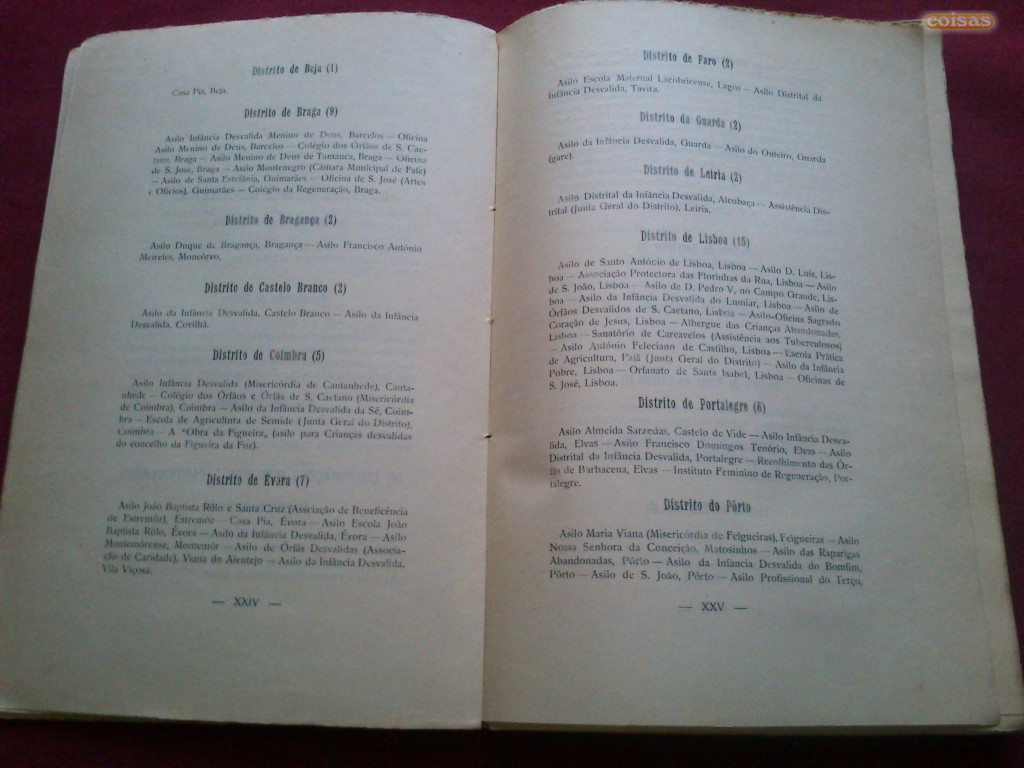 coisas
Distrito de Beja (1)
Casa Pia, Beja.
Distrito de Braga (9)
Asilo Infância Desvalida Menino de Deus, Barcelos — Oficina
Asilo Menino de Deus, Barcelos — Colégio dos Órfãos de S. Cae-
tano, Braga — Asilo Menino de Deus de Tamanca, Braga — Oficina
de S. José, Braga — Asilo Montenegro (Câmara Municipal de Fafe)
— Asilo de Santa Estefânia, Guimarães — Oficina de S. José (Artes
e Ofícios), Guimarães — Colégio da Regeneração, Braga.
Distrito de Bragança (2)
Asilo Duque de Bragança, Bragança — Asilo Francisco António
Meireles, Moncorvo.
Distrito de Castelo Branco (2)
Asilo da Infância Desvalida, Castelo Branco — Asilo da Infância
Desvalida, Covilhã.
Distrito de Coimbra (5)
Asilo Infância Desvalida (Misericórdia de Cantanhede), Canta-
nhede — Colégio dos Órfãos e Órfãs de S. Caetano (Misericórdia
de Coimbra), Coimbra — Asilo da Infância Desvalida da Sé, Coim-
bra — Escola de Agricultura de Semide (Junta Geral do Distrito),
Coimbra — A "Obra da Figueira", (asilo para Crianças desvalidas
do concelho da Figueira da Foz).
Distrito de Évora (7)
Asilo João Baptista Rôlo e Santa Cruz (Associação de Beneficência
de Estremôz), Estremôz — Casa Pia, Évora — Asilo Escola João
Baptista Rôlo, Évora — Asilo da Infância Desvalida, Évora — Asilo
Montemórense, Montemór — Asilo de Órfãs Desvalidas (Associa-
ção de Caridade), Viana do Alentejo — Asilo da Infância Desvalida,
Vila Viçosa.
— XXIV —
Distrito de Faro (2)
Asilo Escola Maternal Lacobricense, Lagos — Asilo Distrital da
Infância Desvalida, Tavira.
Distrito da Guarda (2)
Asilo da Infância Desvalida, Guarda — Asilo do Outeiro, Guarda
(gare).
Distrito de Leiria (2)
Asilo Distrital da Infância Desvalida, Alcobaça — Assistência Dis-
trital (Junta Geral do Distrito), Leiria.
Distrito de Lisboa (15)
Asilo de Santo António de Lisboa, Lisboa — Asilo D. Luís, Lis-
boa — Associação Protectora das Florinhas da Rua, Lisboa — Asilo
de S. João, Lisboa — Asilo de D. Pedro V, no Campo Grande, Lis-
boa — Asilo da Infância Desvalida do Lumiar, Lisboa — Asilo de
Órfãos Desvalidos de S. Caetano, Lisboa — Asilo-Oficina Sagrado
Coração de Jesus, Lisboa — Albergue das Crianças Abandonadas,
Lisboa — Sanatório de Carcavelos (Assistência aos Tuberculosos)
— Asilo António Feleciano de Castilho, Lisboa — Escola Prática
de Agricultura, Paiã (Junta Geral do Distrito) — Asilo da Infância
Pobre, Lisboa — Orfanato de Santa Isabel, Lisboa — Oficinas de
S. José, Lisboa.
Distrito de Portalegre (6)
Asilo Almeida Sarzedas, Castelo de Vide — Asilo Infância Desva-
lida, Elvas — Asilo Francisco Domingos Tenório, Elvas — Asilo
Distrital da Infância Desvalida, Portalegre — Recolhimento das Ór-
fãs de Barbacena, Elvas — Instituto Feminino de Regeneração, Por-
talegre.
Distrito do Pôrto
Asilo Maria Viana (Misericórdia de Felgueiras), Felgueiras — Asilo
Nossa Senhora da Conceição, Matosinhos — Asilo das Raparigas
Abandonadas, Pôrto — Asilo da Infância Desvalida do Bomfim,
Pôrto — Asilo de S. João, Pôrto — Asilo Profissional do Terço,
— XXV —